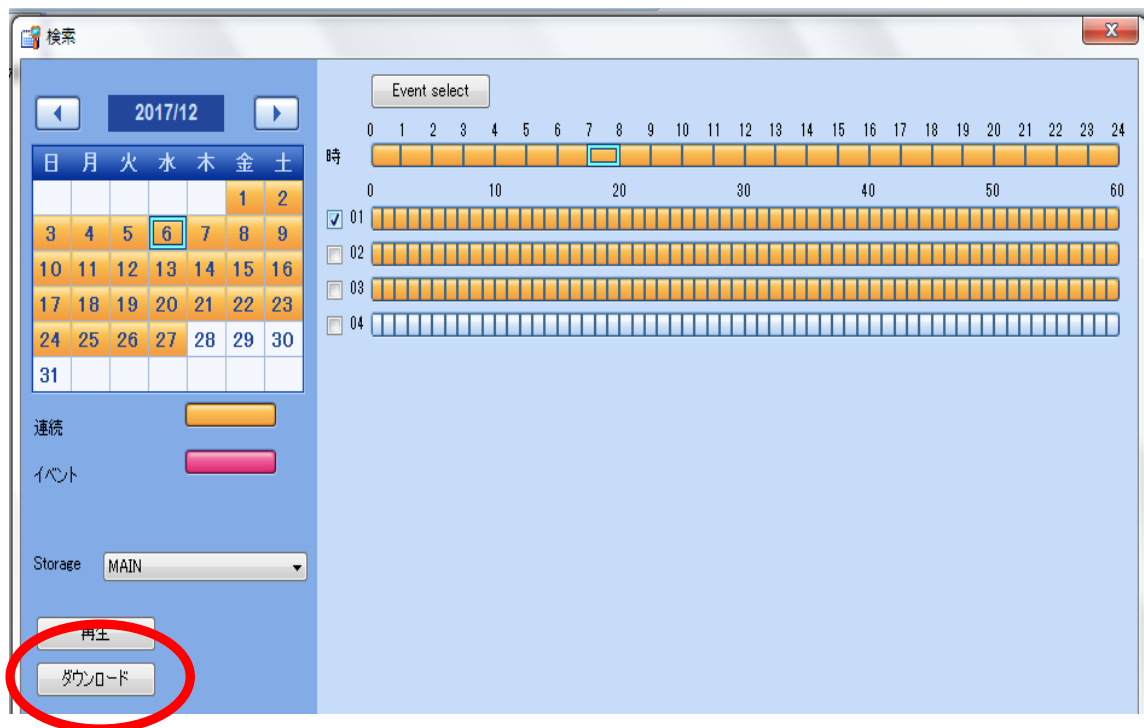 検索
X
2017/12
Event select
0 1 2 3 4 5 6 7 8 9 10 11 12 13 14 15 16 17 18 19 20 21 22 23 24
時
日 月 火 水 木 金 土
0 10 20 30 40 50 60
1 2
01
3 4 5 6 7 8 9
02
10 11 12 13 14 15 16
03
17 18 19 20 21 22 23
04
24 25 26 27 28 29 30
31
連続
イベント
Storage MAIN
再生
ダウンロード